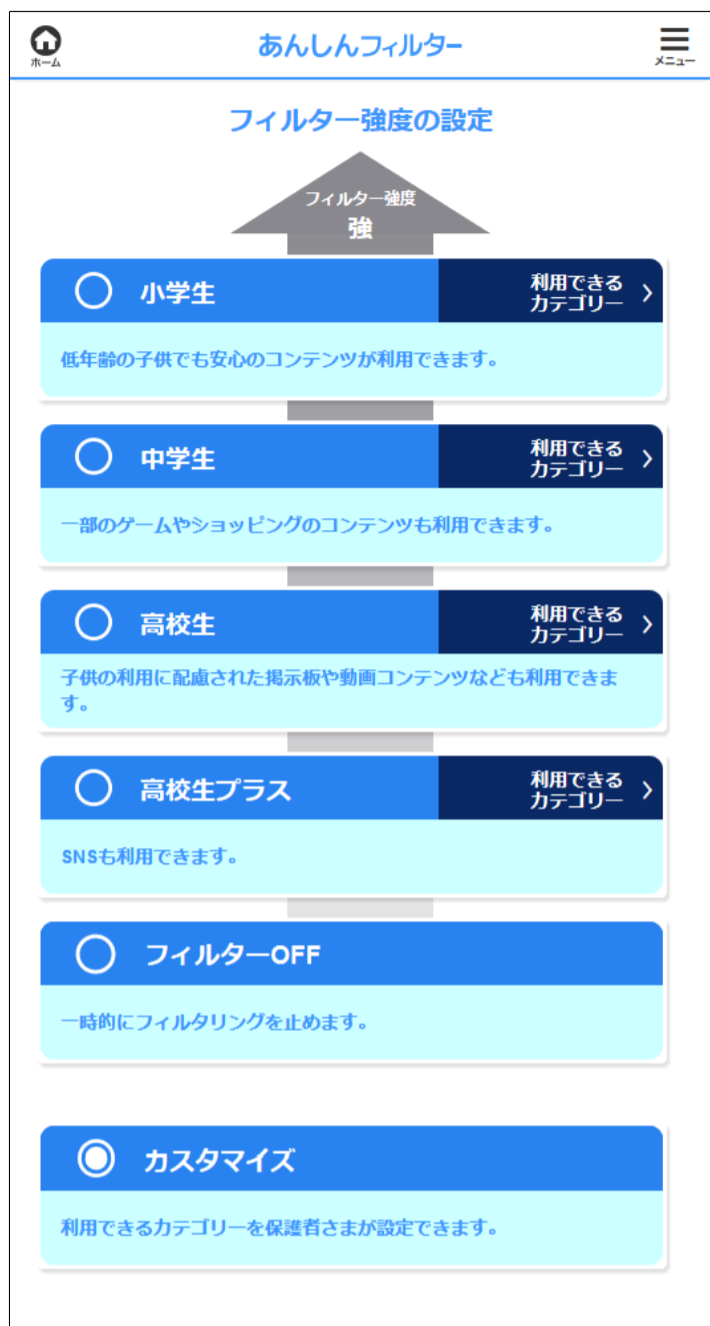 あんしんフィルター
ホーム
メニュー
フィルター強度の設定
フィルター強度
強
小学生
利用できる
カテゴリー
低年齢の子供でも安心のコンテンツが利用できます。
中学生
利用できる
カテゴリー
一部のゲームやショッピングのコンテンツも利用できます。
高校生
利用できる
カテゴリー
子供の利用に配慮された掲示板や動画コンテンツなども利用できま
す。
高校生プラス
利用できる
カテゴリー
SNSも利用できます。
フィルターOFF
一時的にフィルタリングを止めます。
カスタマイズ
利用できるカテゴリーを保護者さまが設定できます。